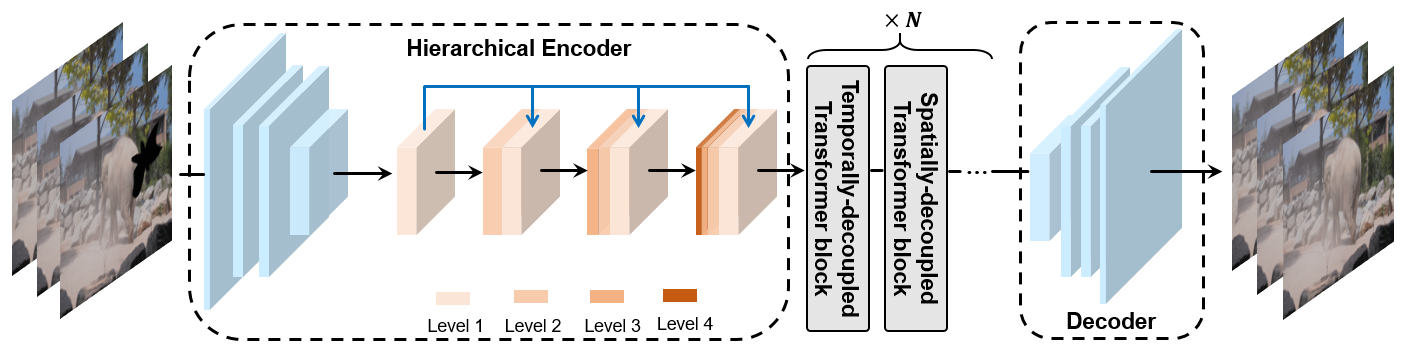 × N
Hierarchical Encoder
Temporally-decoupled
Transformer block
Spatially-decoupled
Transformer block
...
Level 1
Level 2
Level 3
Level 4
Decoder